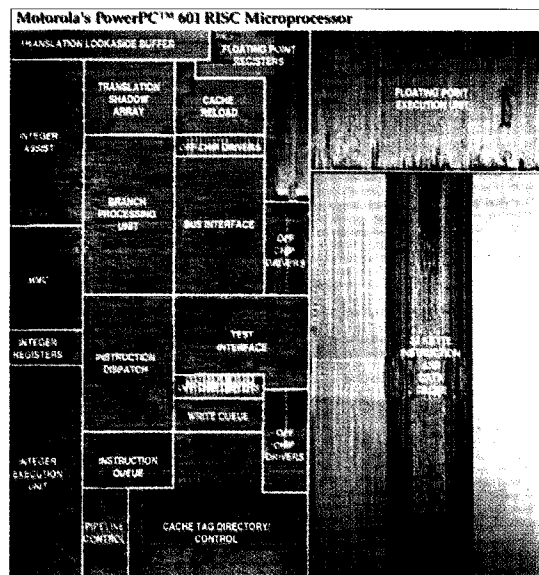 Motorola's PowerPC™ 601 RISC Microprocessor
TRANSLATION LOOKASIDE BUFFER
FLOATING POINT
REGISTERS
FLOATING POINT
EXECUTION UNIT
TRANSLATION
SHADOW
ARRAY
CACHE
RELOAD
INTEGER
ASSIST
OFF-CHIP DRIVERS
BRANCH
PROCESSING
UNIT
BUS INTERFACE
OFF
CHIP
DRIVERS
INTEGER
REGISTERS
INSTRUCTION
DISPATCH
TEST
INTERFACE
INSTRUCTION
WRITE QUEUE
OFF
CHIP
DRIVERS
INTEGER
EXECUTION
UNIT
INSTRUCTION
QUEUE
PIPELINE
CONTROL
CACHE TAG DIRECTORY/
CONTROL